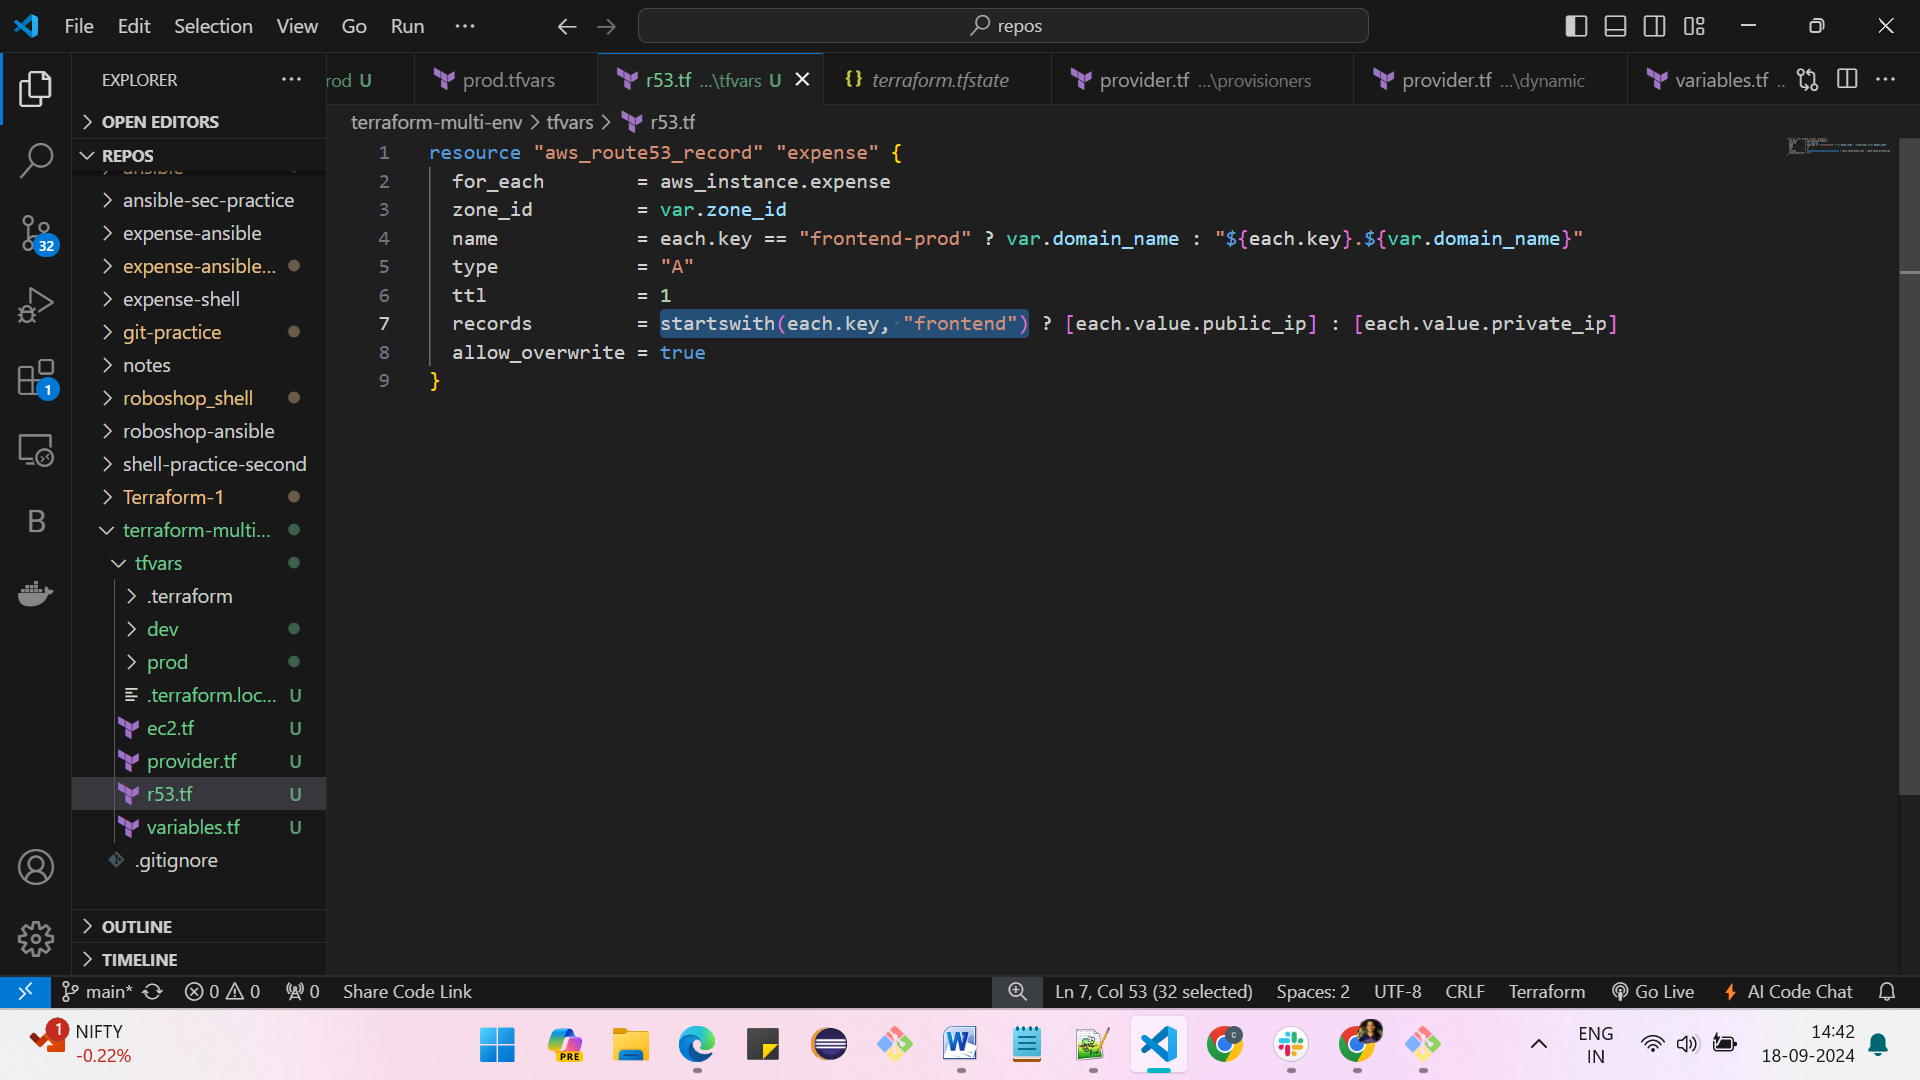 File Edit Selection View Go Run ···
repos
EXPLORER ···
rod U
prod.tfvars
r53.tf ...\tfvars U
terraform.tfstate
provider.tf ...\provisioners
provider.tf ...\dynamic
variables.tf ..
OPEN EDITORS
REPOS
ansible
ansible-sec-practice
expense-ansible
expense-ansible...
expense-shell
git-practice
notes
roboshop_shell
roboshop-ansible
shell-practice-second
Terraform-1
terraform-multi...
tfvars
.terraform
dev
prod
.terraform.loc... U
ec2.tf U
provider.tf U
r53.tf U
variables.tf U
.gitignore
OUTLINE
TIMELINE
32
1
B
terraform-multi-env > tfvars > r53.tf
1 resource "aws_route53_record" "expense" {
2 for_each = aws_instance.expense
3 zone_id = var.zone_id
4 name = each.key == "frontend-prod" ? var.domain_name : "${each.key}.${var.domain_name}"
5 type = "A"
6 ttl = 1
7 records = startswith(each.key, "frontend") ? [each.value.public_ip] : [each.value.private_ip]
8 allow_overwrite = true
9 }
main* 0 0 0 Share Code Link
Ln 7, Col 53 (32 selected) Spaces: 2 UTF-8 CRLF Terraform Go Live AI Code Chat
1
NIFTY
-0.22%
PRE
W
C
ENG
IN
14:42
18-09-2024